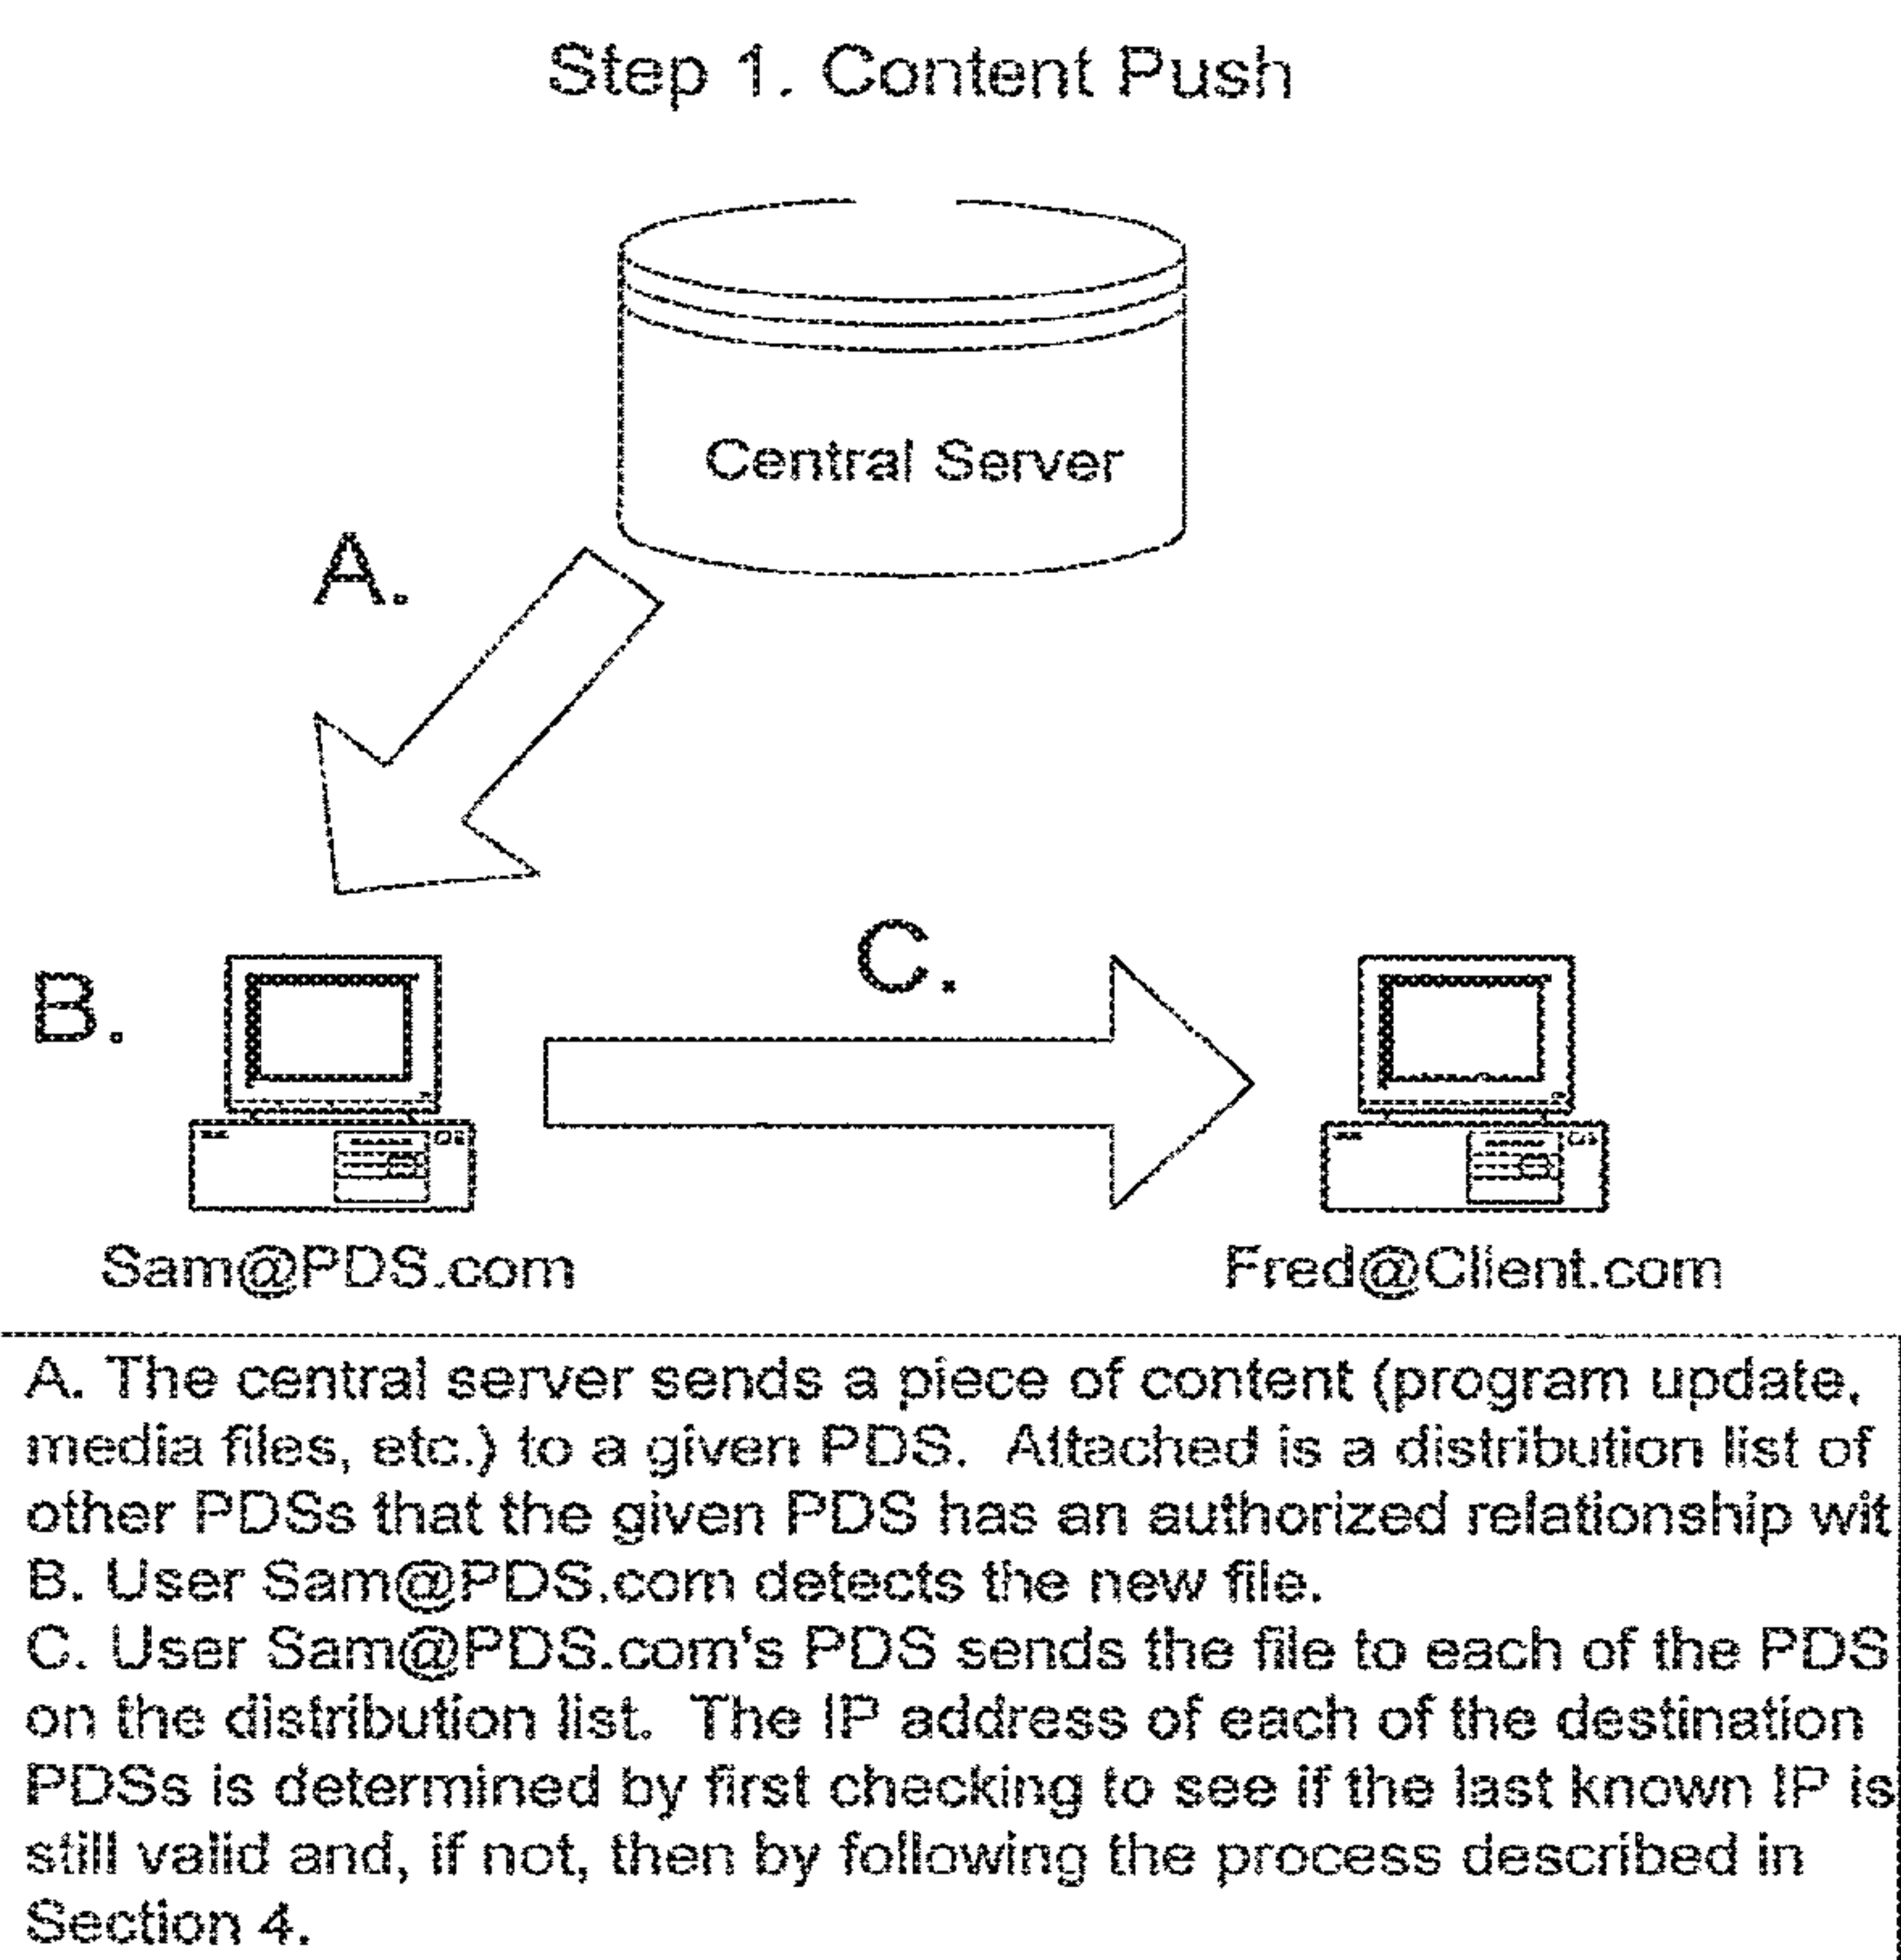 Step 1. Content Push
Central Server
A.
B.
C.
Sam@PDS.com
Fred@Client.com
A. The central server sends a piece of content (program update,
media files, etc.) to a given PDS.  Attached is a distribution list of
other PDSs that the given PDS has an authorized relationship wit
B. User Sam@PDS.com detects the new file.
C. User Sam@PDS.com's PDS sends the file to each of the PDS
on the distribution list.  The IP address of each of the destination
PDSs is determined by first checking to see if the last known IP is
still valid and, if not, then by following the process described in
Section 4.